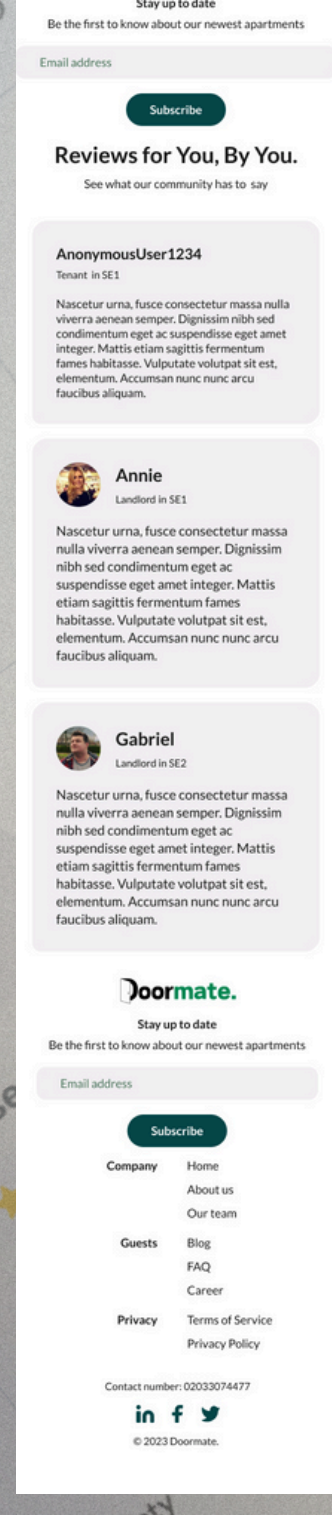 Stay up to date
Be the first to know about our newest apartments
Email address
Subscribe
Reviews for You, By You.
See what our community has to say
AnonymousUser1234
Tenant in SE1
Nascetur urna, fusce consectetur massa nulla
viverra aenean semper. Dignissim nibh sed
condimentum eget ac suspendisse eget amet
integer. Mattis etiam sagittis fermentum
fames habitasse. Vulputate volutpat sit est,
elementum. Accumsan nunc nunc arcu
faucibus aliquam.
Annie
Landlord in SE1
Nascetur urna, fusce consectetur massa
nulla viverra aenean semper. Dignissim
nibh sed condimentum eget ac
suspendisse eget amet integer. Mattis
etiam sagittis fermentum fames
habitasse. Vulputate volutpat sit est,
elementum. Accumsan nunc nunc arcu
faucibus aliquam.
Gabriel
Landlord in SE2
Nascetur urna, fusce consectetur massa
nulla viverra aenean semper. Dignissim
nibh sed condimentum eget ac
suspendisse eget amet integer. Mattis
etiam sagittis fermentum fames
habitasse. Vulputate volutpat sit est,
elementum. Accumsan nunc nunc arcu
faucibus aliquam.
Doormate.
Stay up to date
Be the first to know about our newest apartments
Email address
Subscribe
Company Home
About us
Our team
Guests Blog
FAQ
Career
Privacy Terms of Service
Privacy Policy
Contact number: 02033074477
in f
© 2023 Doormate.